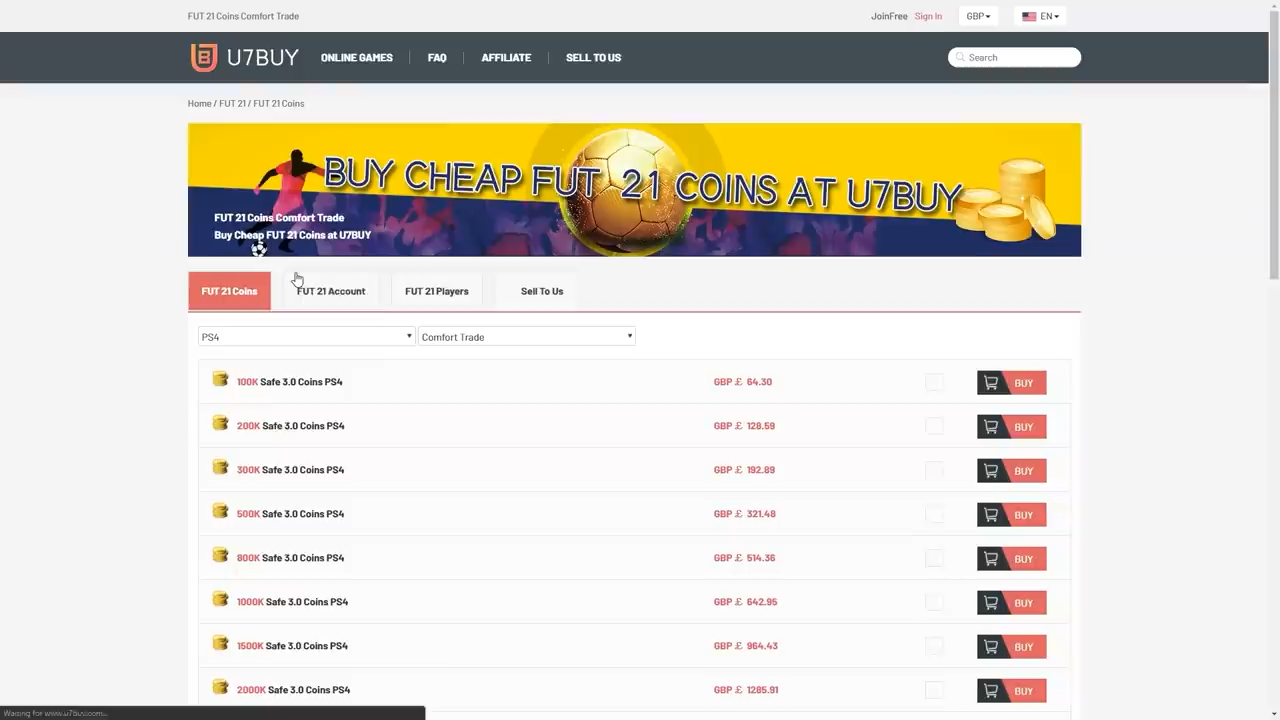 FUT 21 Coins Comfort Trade
JoinFree Sign In GBP EN
U7BUY ONLINE GAMES FAQ AFFILIATE SELL TO US Search
Home / FUT 21 / FUT 21 Coins
BUY CHEAP FUT 21 COINS AT U7BUY
FUT 21 Coins Comfort Trade
Buy Cheap FUT 21 Coins at U7BUY
FUT 21 Coins FUT 21 Account FUT 21 Players Sell To Us
PS4 Comfort Trade
100K Safe 3.0 Coins PS4 GBP £ 64.30 BUY
200K Safe 3.0 Coins PS4 GBP £ 128.59 BUY
300K Safe 3.0 Coins PS4 GBP £ 192.89 BUY
500K Safe 3.0 Coins PS4 GBP £ 321.48 BUY
800K Safe 3.0 Coins PS4 GBP £ 514.36 BUY
1000K Safe 3.0 Coins PS4 GBP £ 642.95 BUY
1500K Safe 3.0 Coins PS4 GBP £ 964.43 BUY
2000K Safe 3.0 Coins PS4 GBP £ 1285.91 BUY
Waiting for www.u7buy.com...